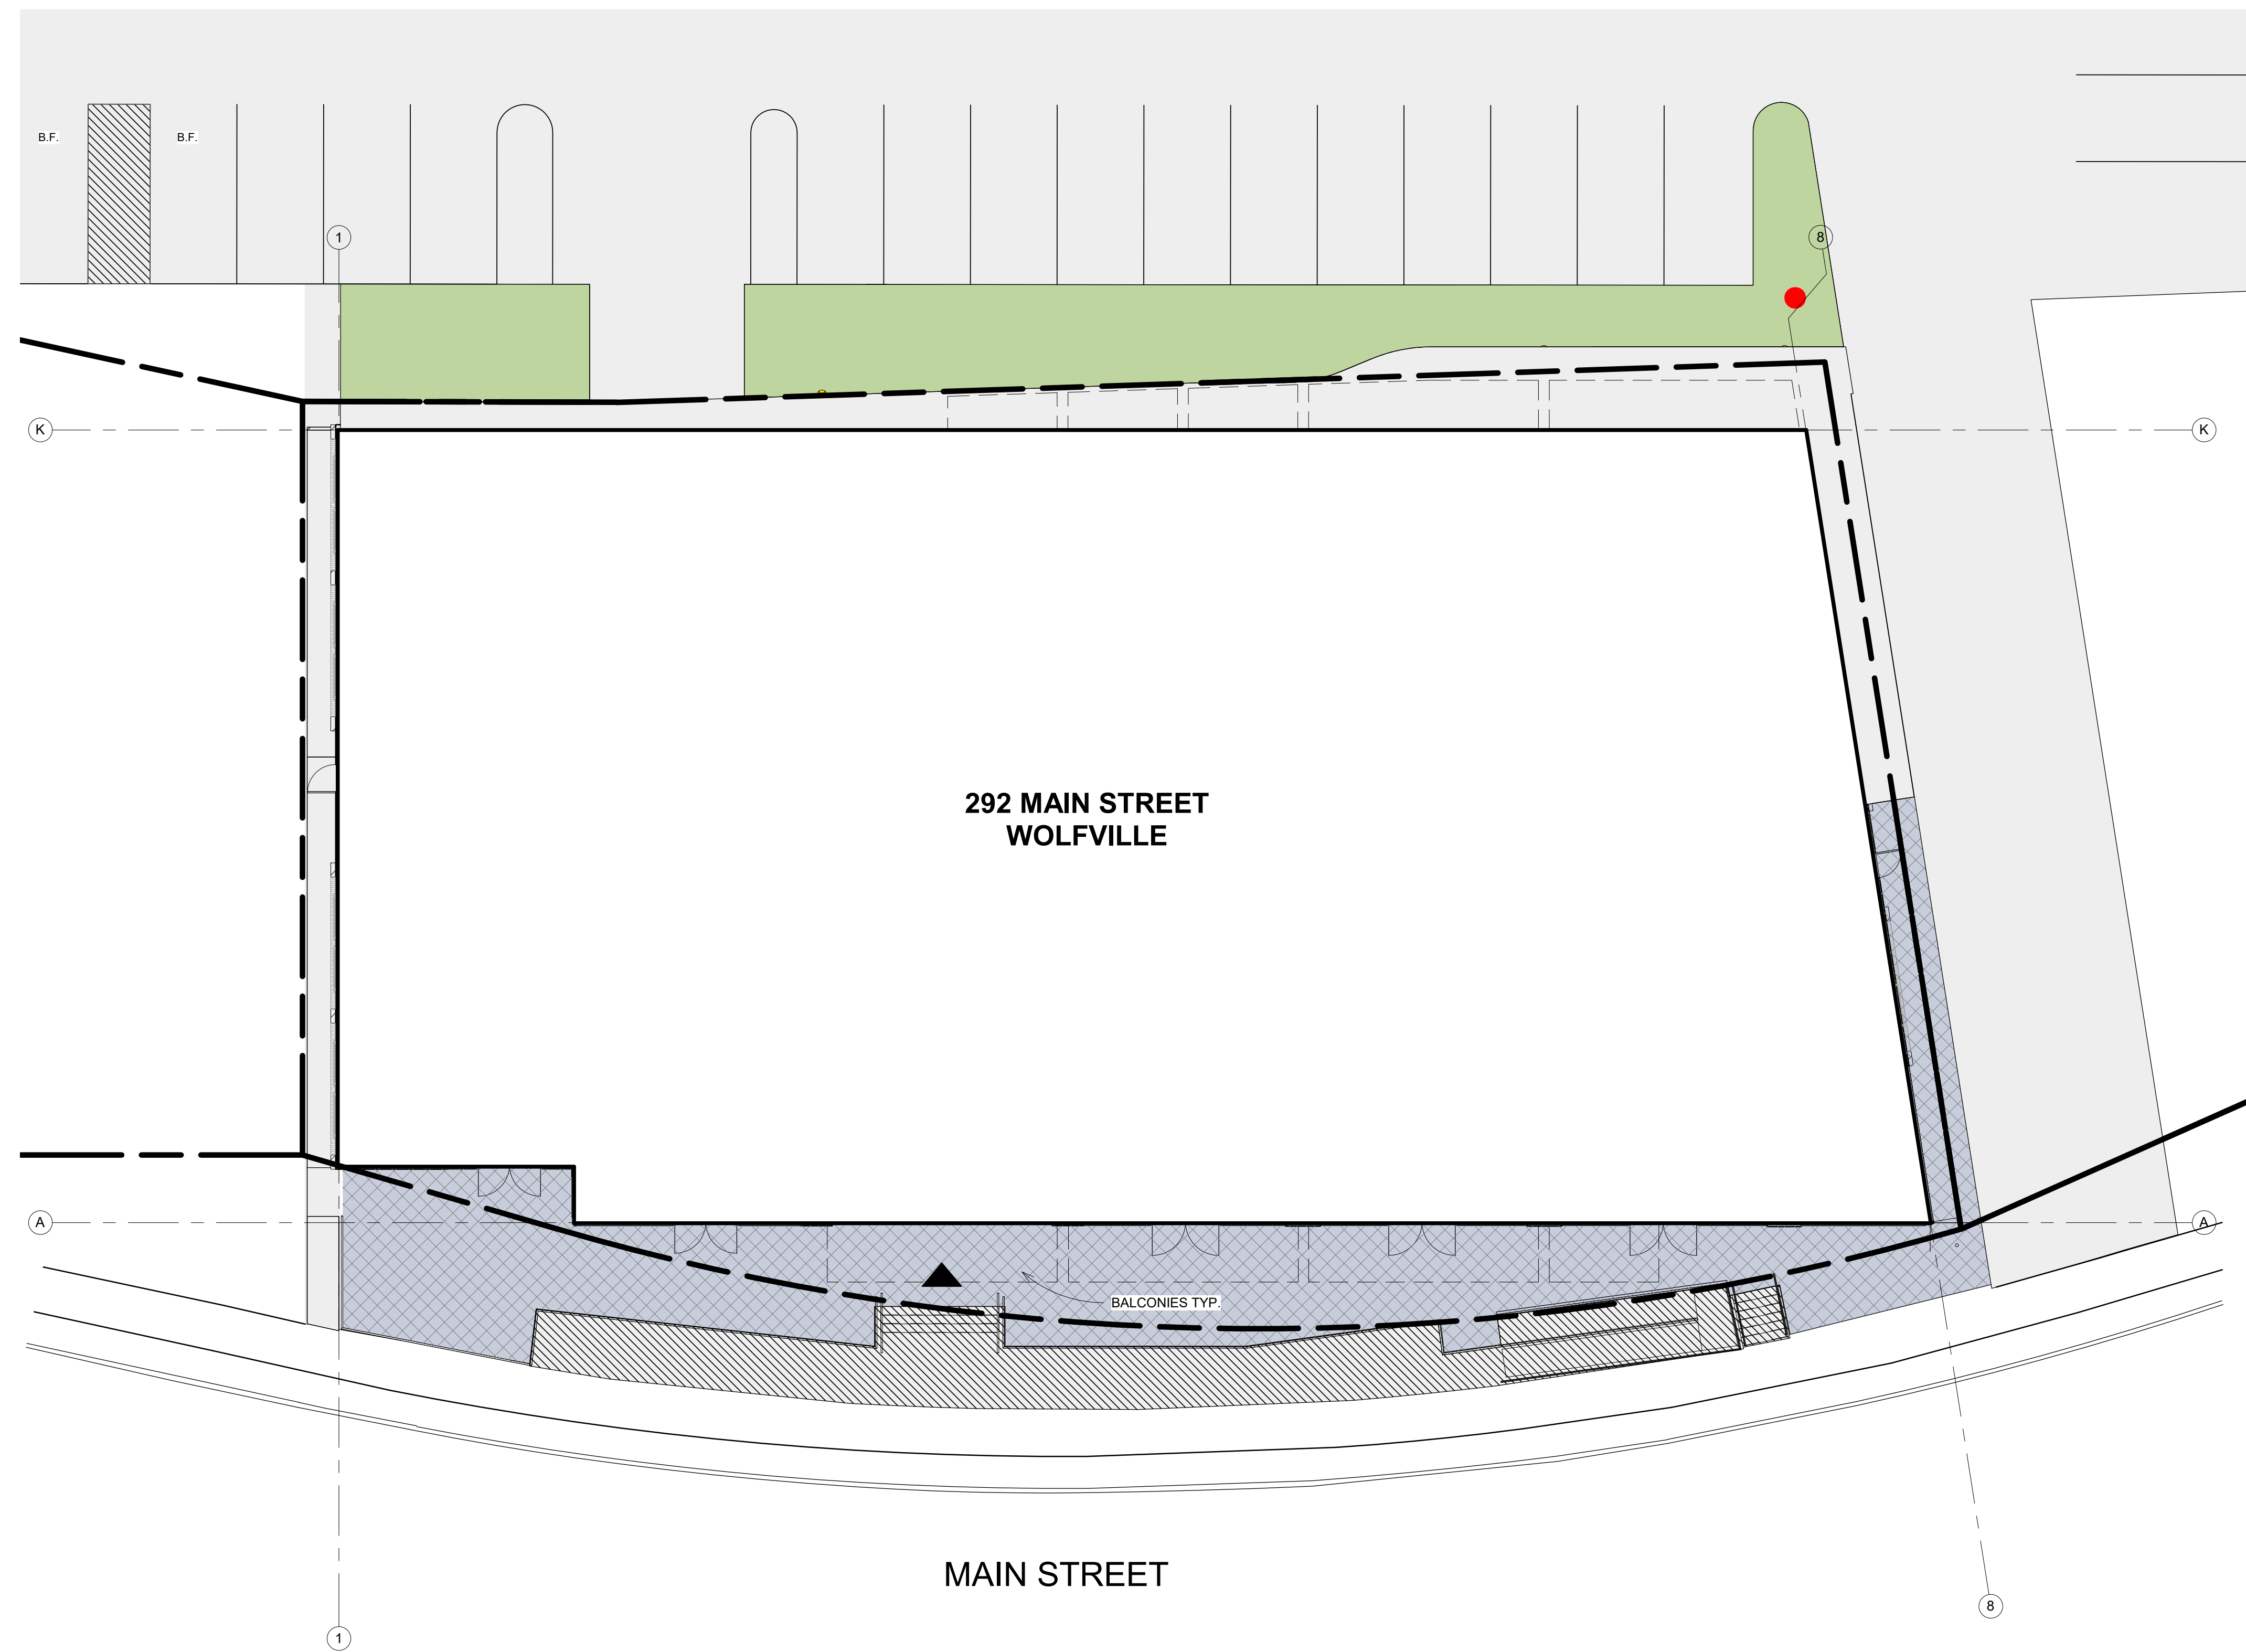 B.F.
B.F.
1
8
K
K
292 MAIN STREET
WOLFVILLE
A
A
BALCONIES TYP.
MAIN STREET
8
1